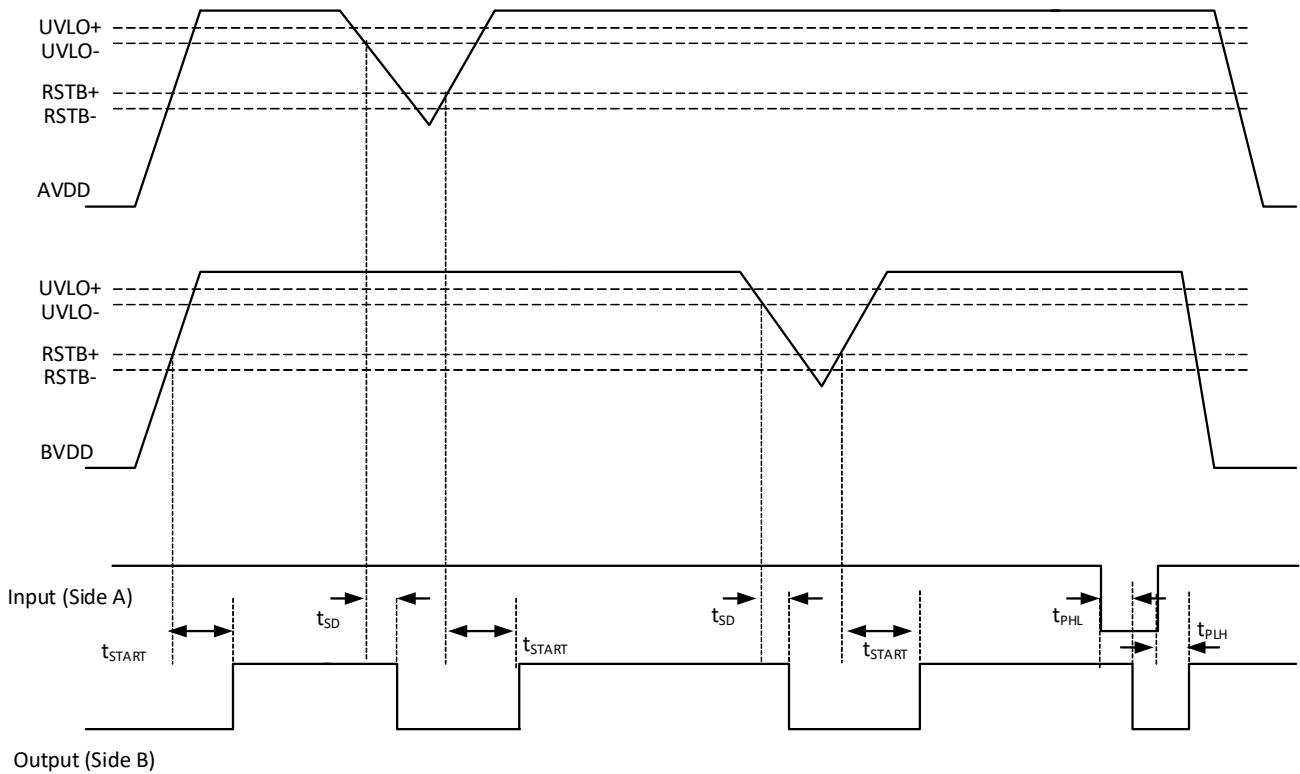 UVLO+
UVLO-
RSTB+
RSTB-
AVDD
UVLO+
UVLO-
RSTB+
RSTB-
BVDD
Input (Side A)
tSD
tSD
tPHL
tPLH
tSTART
tSTART
tSTART
Output (Side B)